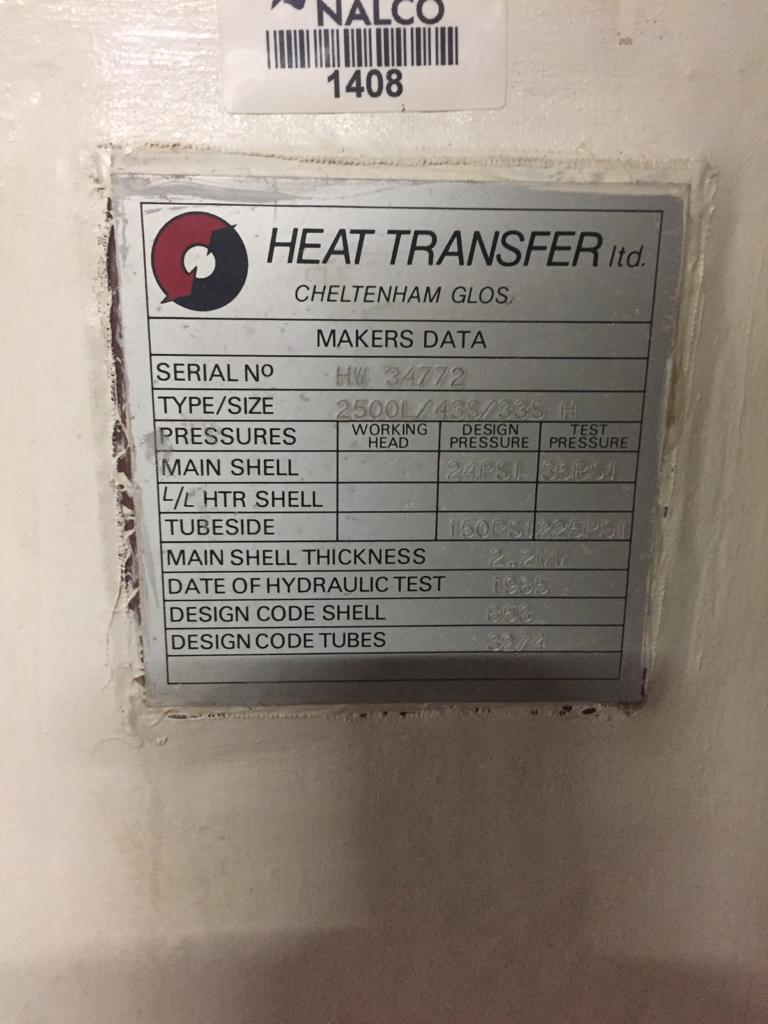 NALCO
1408
HEAT TRANSFER ltd.
CHELTENHAM GLOS.
MAKERS DATA
SERIAL Nº HW 34772
TYPE/SIZE 2500L/43S/33S H
PRESSURES WORKING HEAD DESIGN PRESSURE TEST PRESSURE
MAIN SHELL 24PSI 36PSI
L/L HTR SHELL
TUBESIDE 150PSI 225PSI
MAIN SHELL THICKNESS 2.2MM
DATE OF HYDRAULIC TEST 1985
DESIGN CODE SHELL 853
DESIGN CODE TUBES 3274